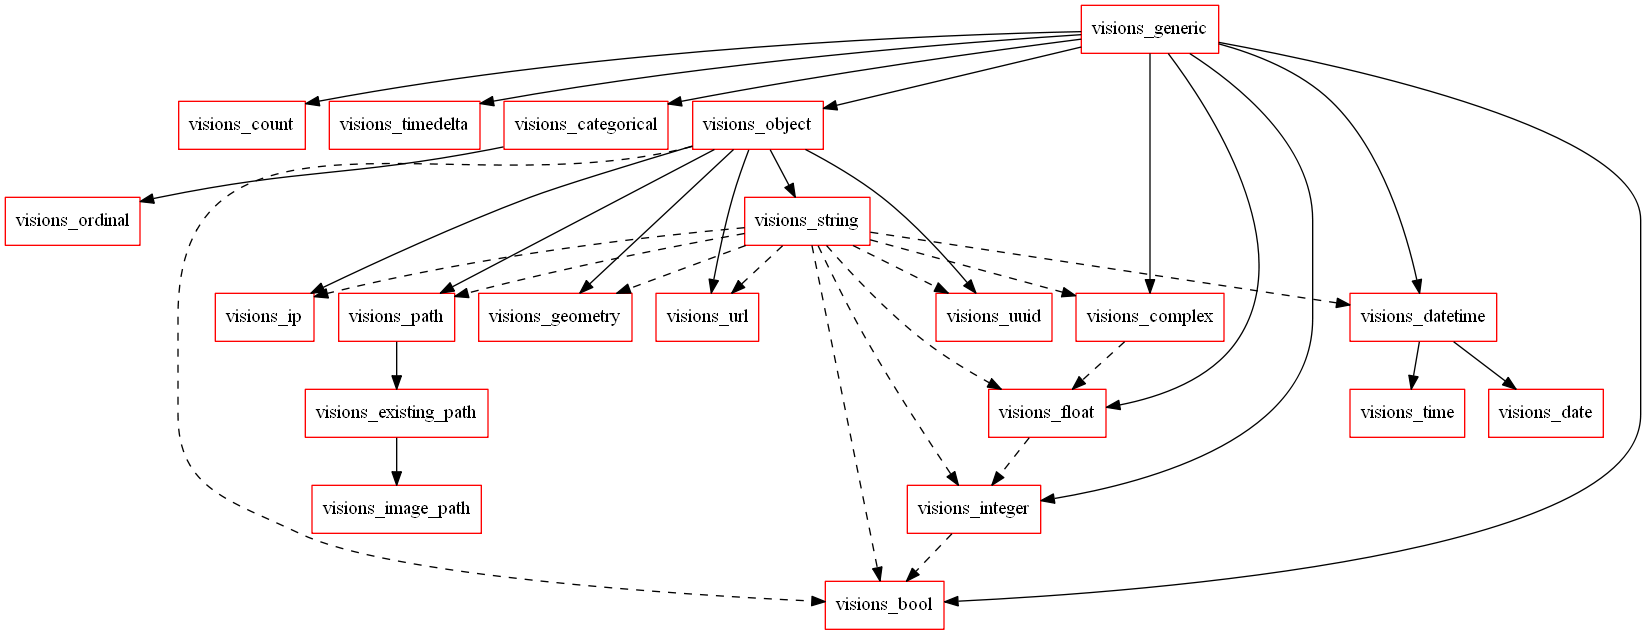 visions_generic
visions_count
visions_timedelta
visions_categorical
visions_object
visions_ordinal
visions_string
visions_ip
visions_path
visions_geometry
visions_url
visions_uuid
visions_complex
visions_datetime
visions_existing_path
visions_float
visions_time
visions_date
visions_image_path
visions_integer
visions_bool